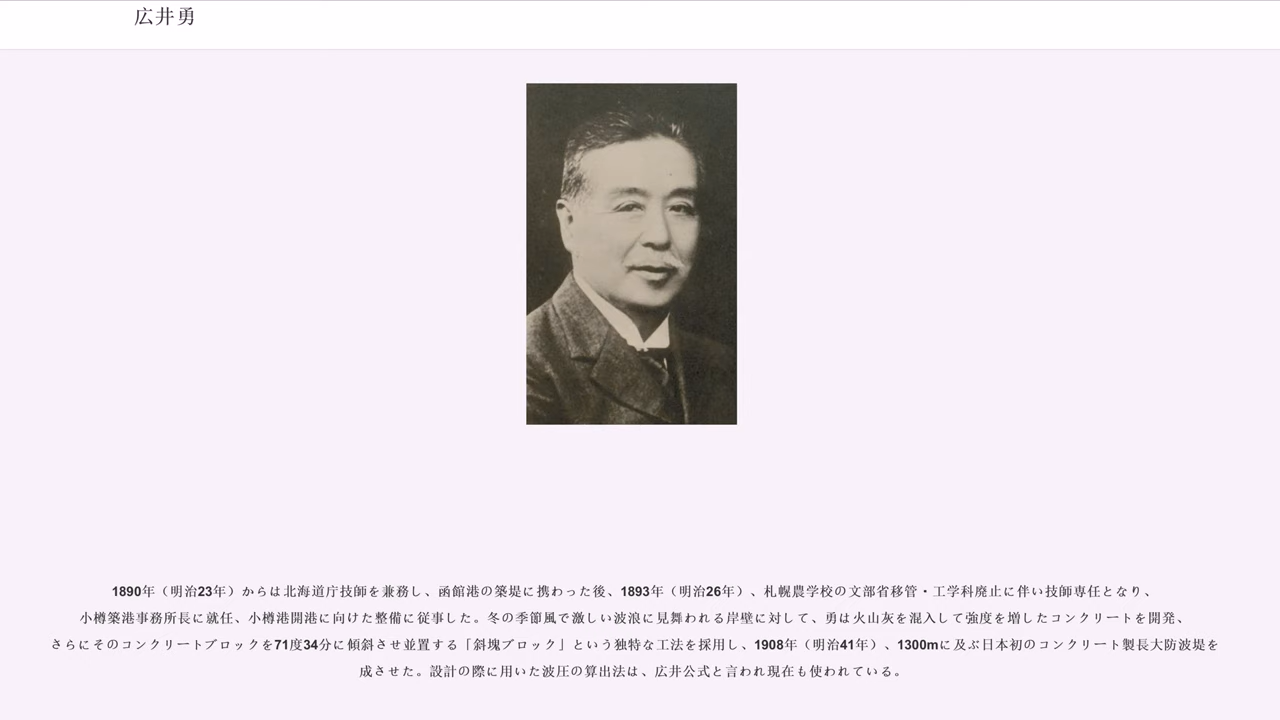 広井勇
1890年（明治23年）からは北海道庁技師を兼務し、函館港の築堤に携わった後、1893年（明治26年）、札幌農学校の文部省移管・工学科廃止に伴い技師専任となり、
小樽築港事務所長に就任、小樽港開港に向けた整備に従事した。冬の季節風で激しい波浪に見舞われる岸壁に対して、勇は火山灰を混入して強度を増したコンクリートを開発、
さらにそのコンクリートブロックを71度34分に傾斜させ並置する「斜塊ブロック」という独特な工法を採用し、1908年（明治41年）、1300mに及ぶ日本初のコンクリート製長大防波堤を
成させた。設計の際に用いた波圧の算出法は、広井公式と言われ現在も使われている。